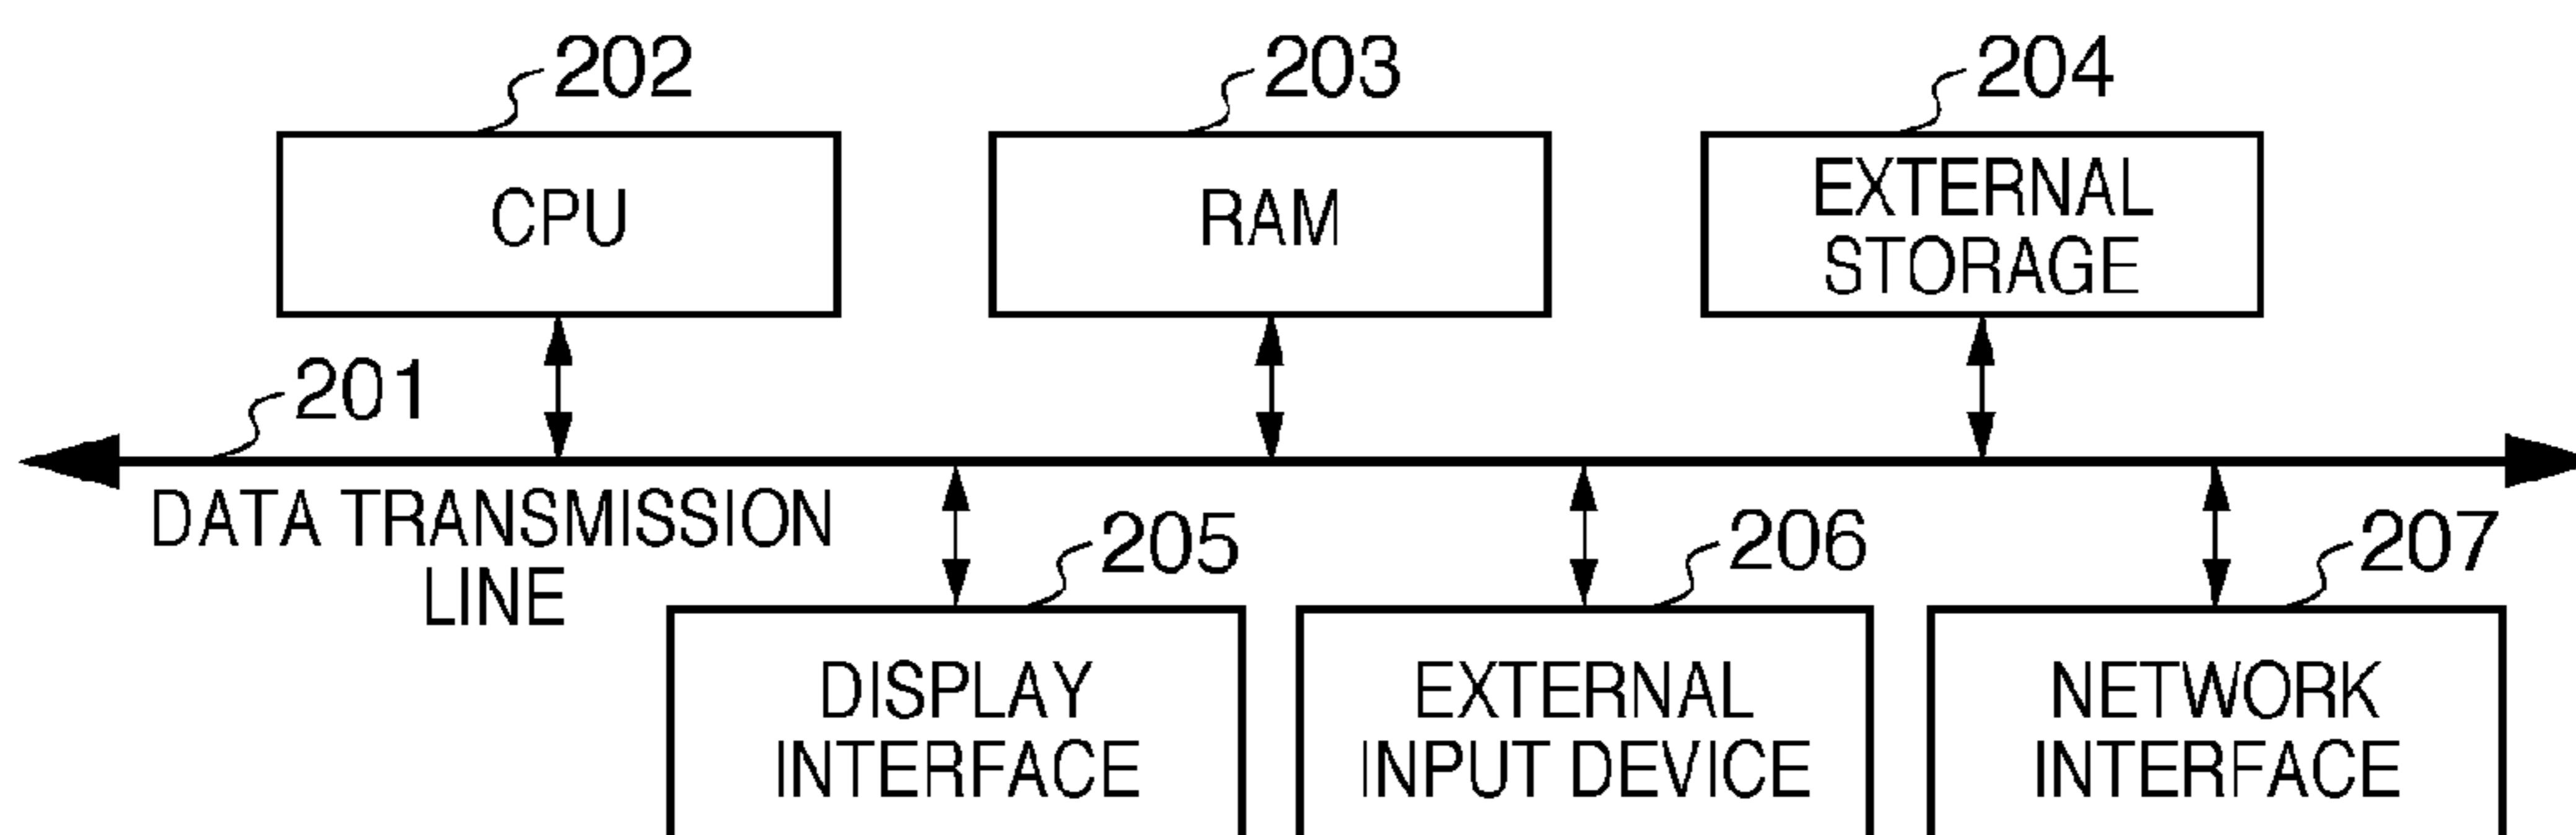 202
203
204
CPU
RAM
EXTERNAL
STORAGE
201
DATA TRANSMISSION
LINE
205
206
207
DISPLAY
INTERFACE
EXTERNAL
INPUT DEVICE
NETWORK
INTERFACE